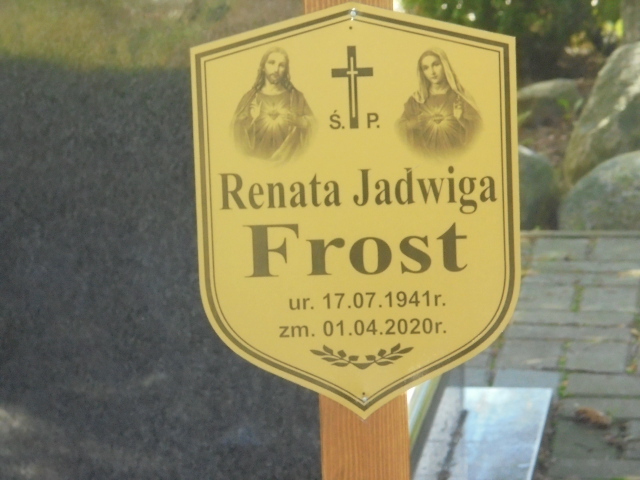 Ś. P.
Renata Jadwiga
Frost
ur. 17.07.1941r.
zm. 01.04.2020r.